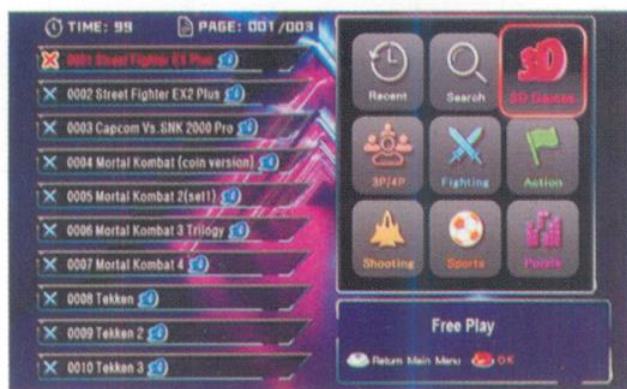 TIME: 99
PAGE: 001/003
0001 Street Fighter EX Plus
0002 Street Fighter EX2 Plus
0003 Capcom Vs. SNK 2000 Pro
0004 Mortal Kombat (coin version)
0005 Mortal Kombat 2(set1)
0006 Mortal Kombat 3 Trilogy
0007 Mortal Kombat 4
0008 Tekken
0009 Tekken 2
0010 Tekken 3
Recent
Search
3D
3D Games
3P/4P
Fighting
Action
Shooting
Sports
Puzzle
Free Play
Return Main Menu
OK